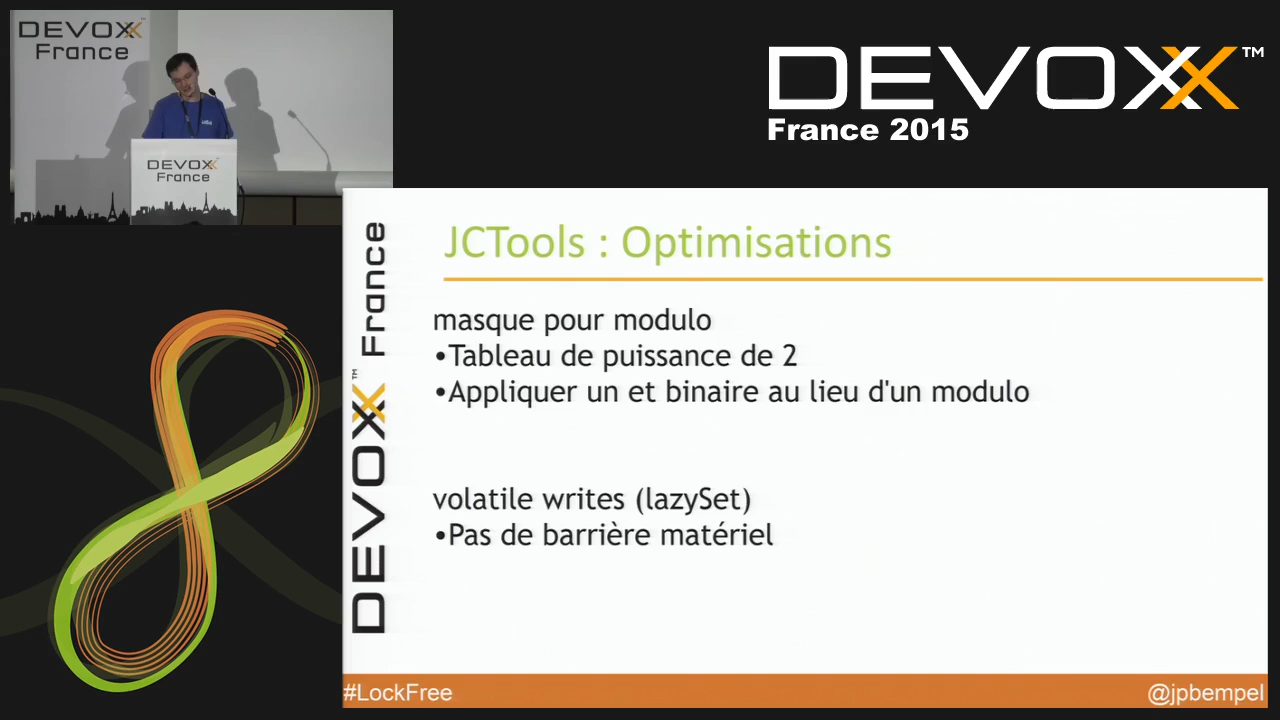 DEVOXX
France
DEVOXX
France
DEVOXX™
France 2015
DEVOXX™ France
JCTools : Optimisations
masque pour modulo
•Tableau de puissance de 2
•Appliquer un et binaire au lieu d'un modulo
volatile writes (lazySet)
•Pas de barrière matériel
#LockFree
@jpbempel